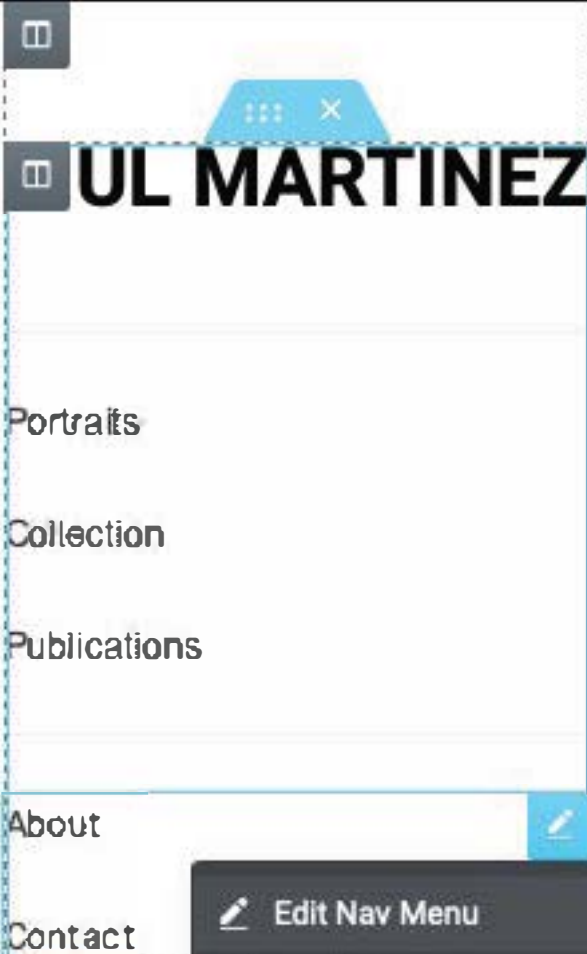 UL MARTINEZ
Portraits
Collection
Publications
About
Contact
Edit Nav Menu